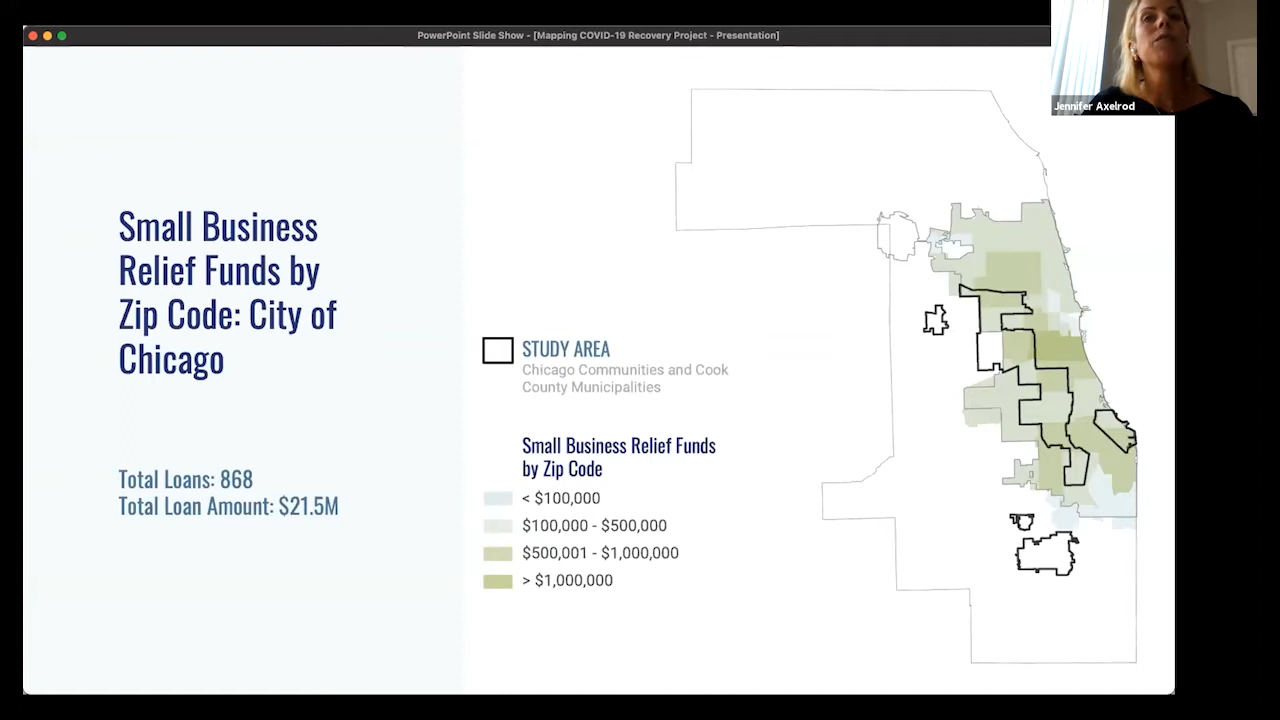 PowerPoint Slide Show - [Mapping COVID-19 Recovery Project - Presentation]
Jennifer Axelrod
Small Business
Relief Funds by
Zip Code: City of
Chicago
Total Loans: 868
Total Loan Amount: $21.5M
STUDY AREA
Chicago Communities and Cook
County Municipalities
Small Business Relief Funds
by Zip Code
< $100,000
$100,000 - $500,000
$500,001 - $1,000,000
> $1,000,000